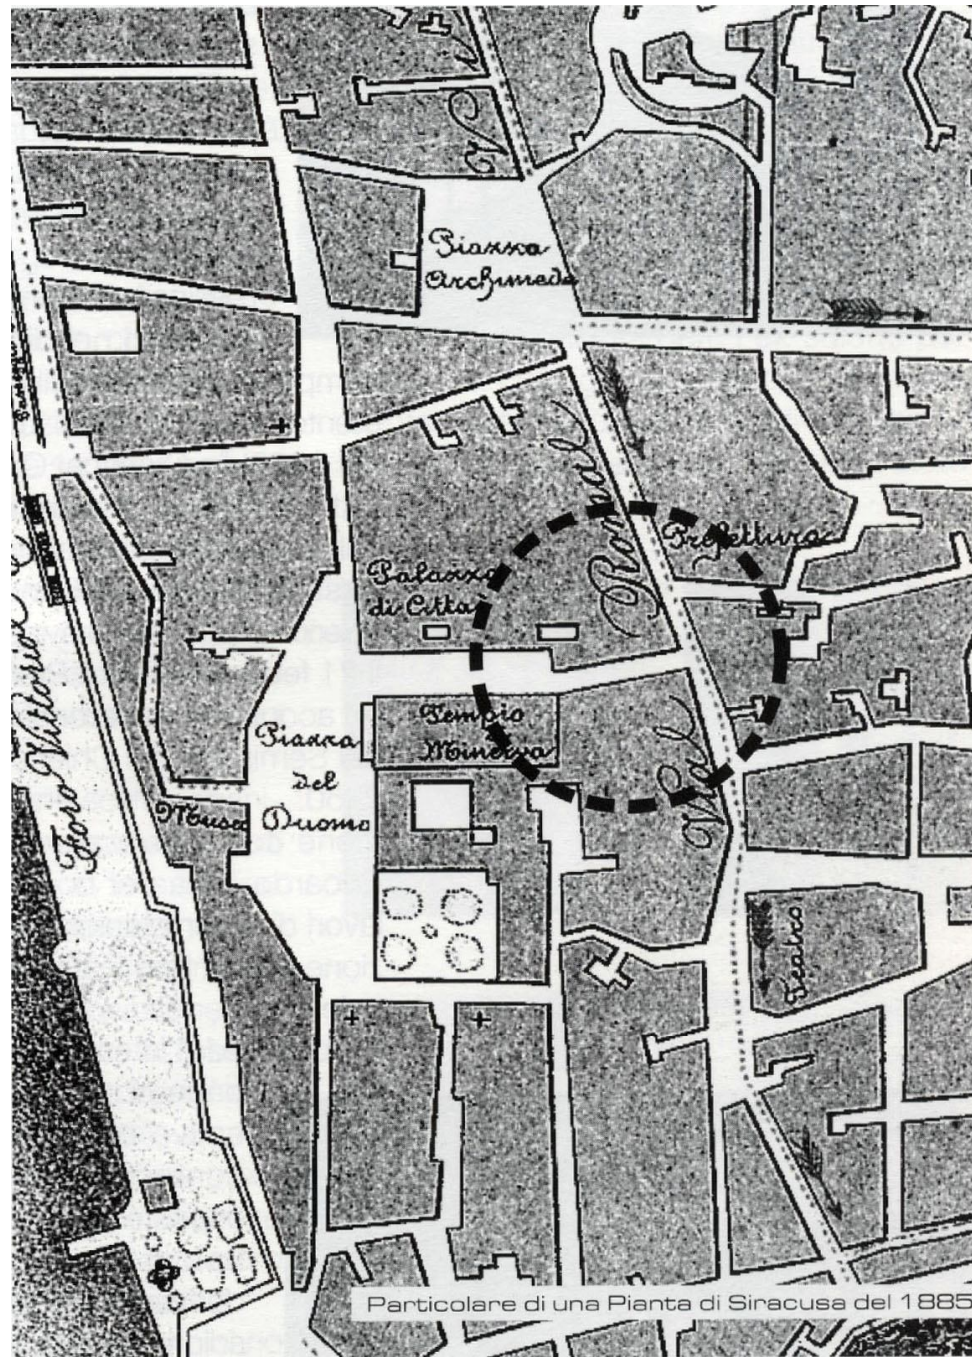 Piazza
Archimede
Palazzo
di Città
Prefettura
Roma
Tempio
Minerva
Piazza
del
Duomo
Museo
Foro Vittorio E
Teatro
Particolare di una Pianta di Siracusa del 1885